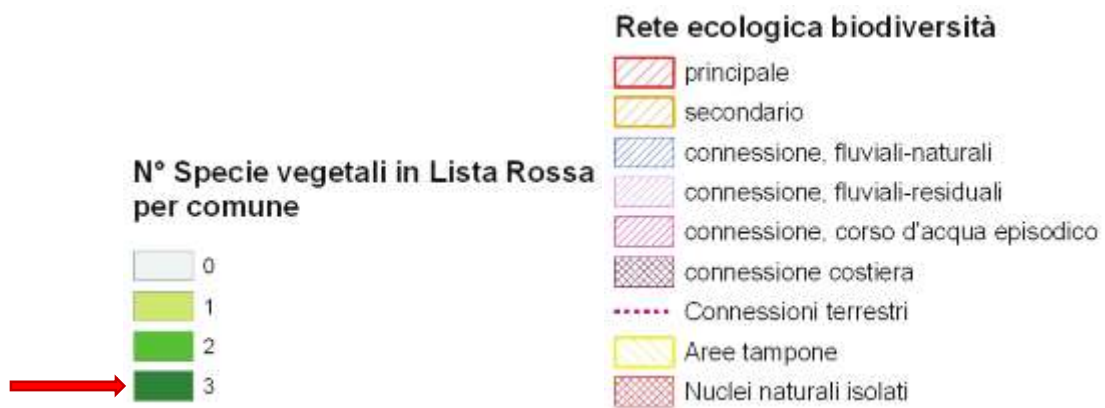 Rete ecologica biodiversità
principale
secondario
connessione, fluviali-naturali
connessione, fluviali-residuali
connessione, corso d'acqua episodico
connessione costiera
Connessioni terrestri
Aree tampone
Nuclei naturali isolati
N° Specie vegetali in Lista Rossa
per comune
0
1
2
3